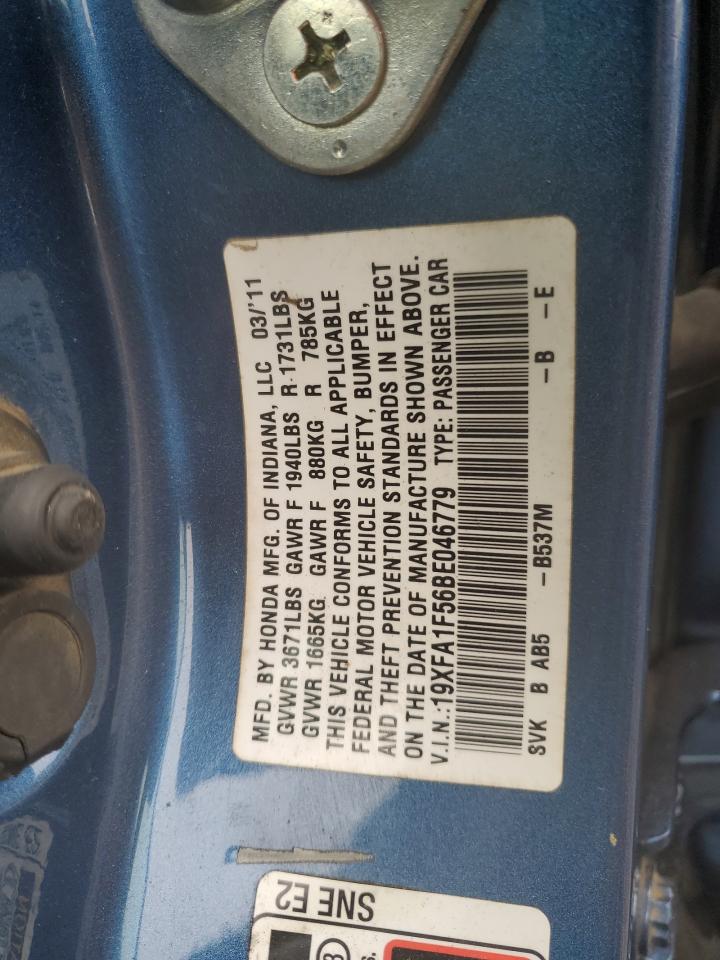 MFD. BY HONDA MFG. OF INDIANA, LLC 03/'11
GVWR 3671LBS GAWR F 1940LBS R 1731LBS
GVWR 1665KG GAWR F 880KG R 785KG
THIS VEHICLE CONFORMS TO ALL APPLICABLE
FEDERAL MOTOR VEHICLE SAFETY, BUMPER,
AND THEFT PREVENTION STANDARDS IN EFFECT
ON THE DATE OF MANUFACTURE SHOWN ABOVE.
V.I.N.:19XFA1F56BE046779 TYPE: PASSENGER CAR
SVK B AB5 -B537M -B -E
SNE E2